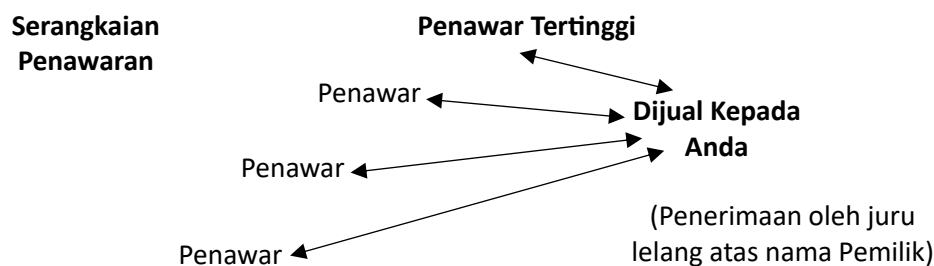 Serangkaian
Penawaran
Penawar Tertinggi
Penawar
Dijual Kepada
Anda
Penawar
(Penerimaan oleh juru
lelang atas nama Pemilik)
Penawar